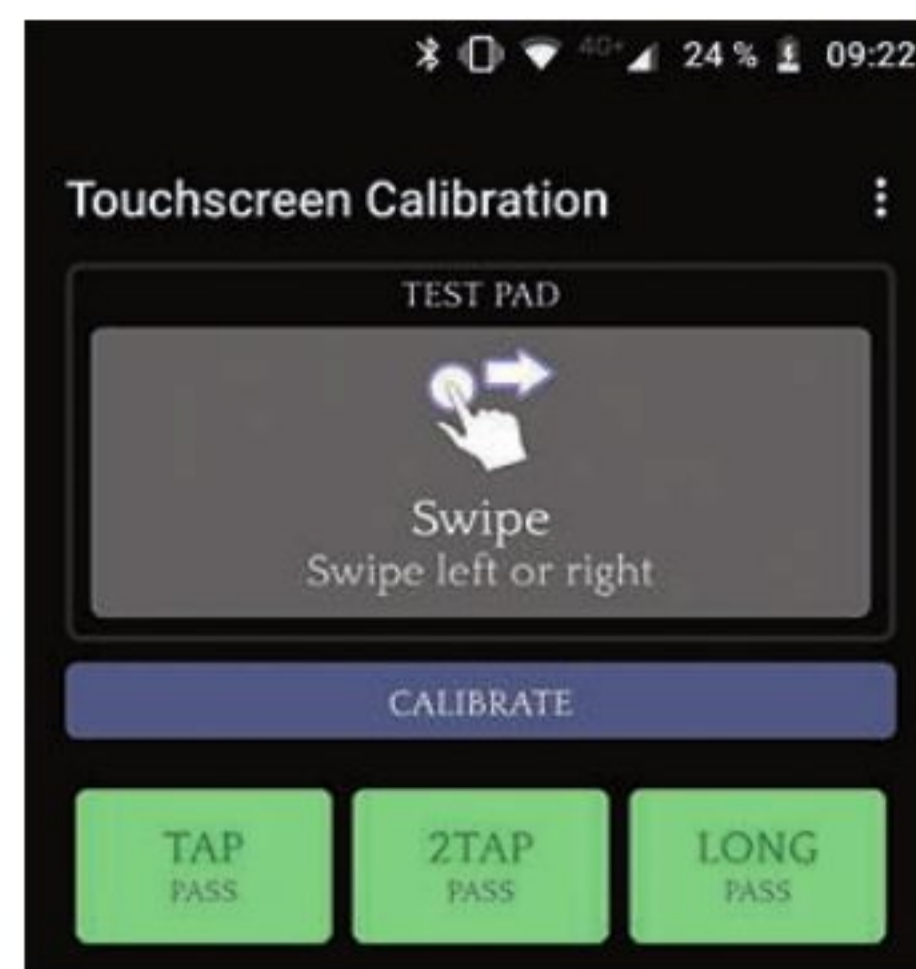 4G+ 24 % 09:22
Touchscreen Calibration
TEST PAD
Swipe
Swipe left or right
CALIBRATE
TAP 2TAP LONG
PASS PASS PASS